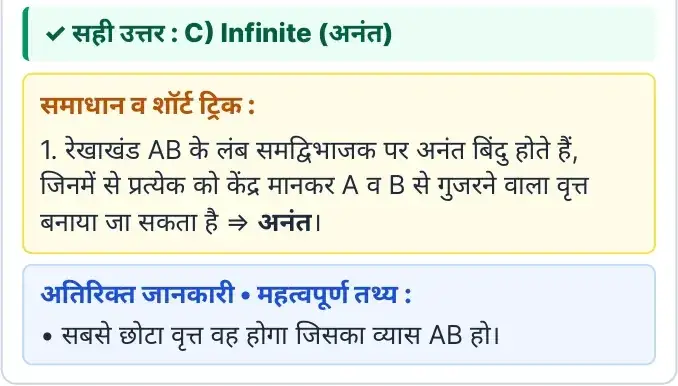 ✓ सही उत्तर : C) Infinite (अनंत)
समाधान व शॉर्ट ट्रिक :
1. रेखाखंड AB के लंब समद्विभाजक पर अनंत बिंदु होते हैं,
जिनमें से प्रत्येक को केंद्र मानकर A व B से गुजरने वाला वृत्त
बनाया जा सकता है ⇒ अनंत।
अतिरिक्त जानकारी • महत्वपूर्ण तथ्य :
• सबसे छोटा वृत्त वह होगा जिसका व्यास AB हो।